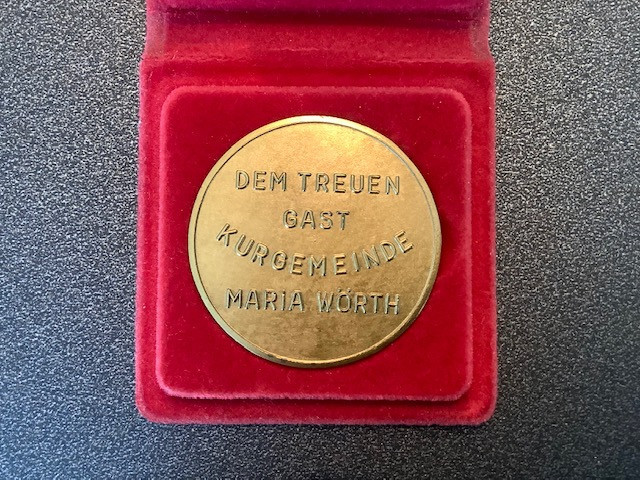 DEM TREUEN
GAST
KURGEMEINDE
MARIA WÖRTH